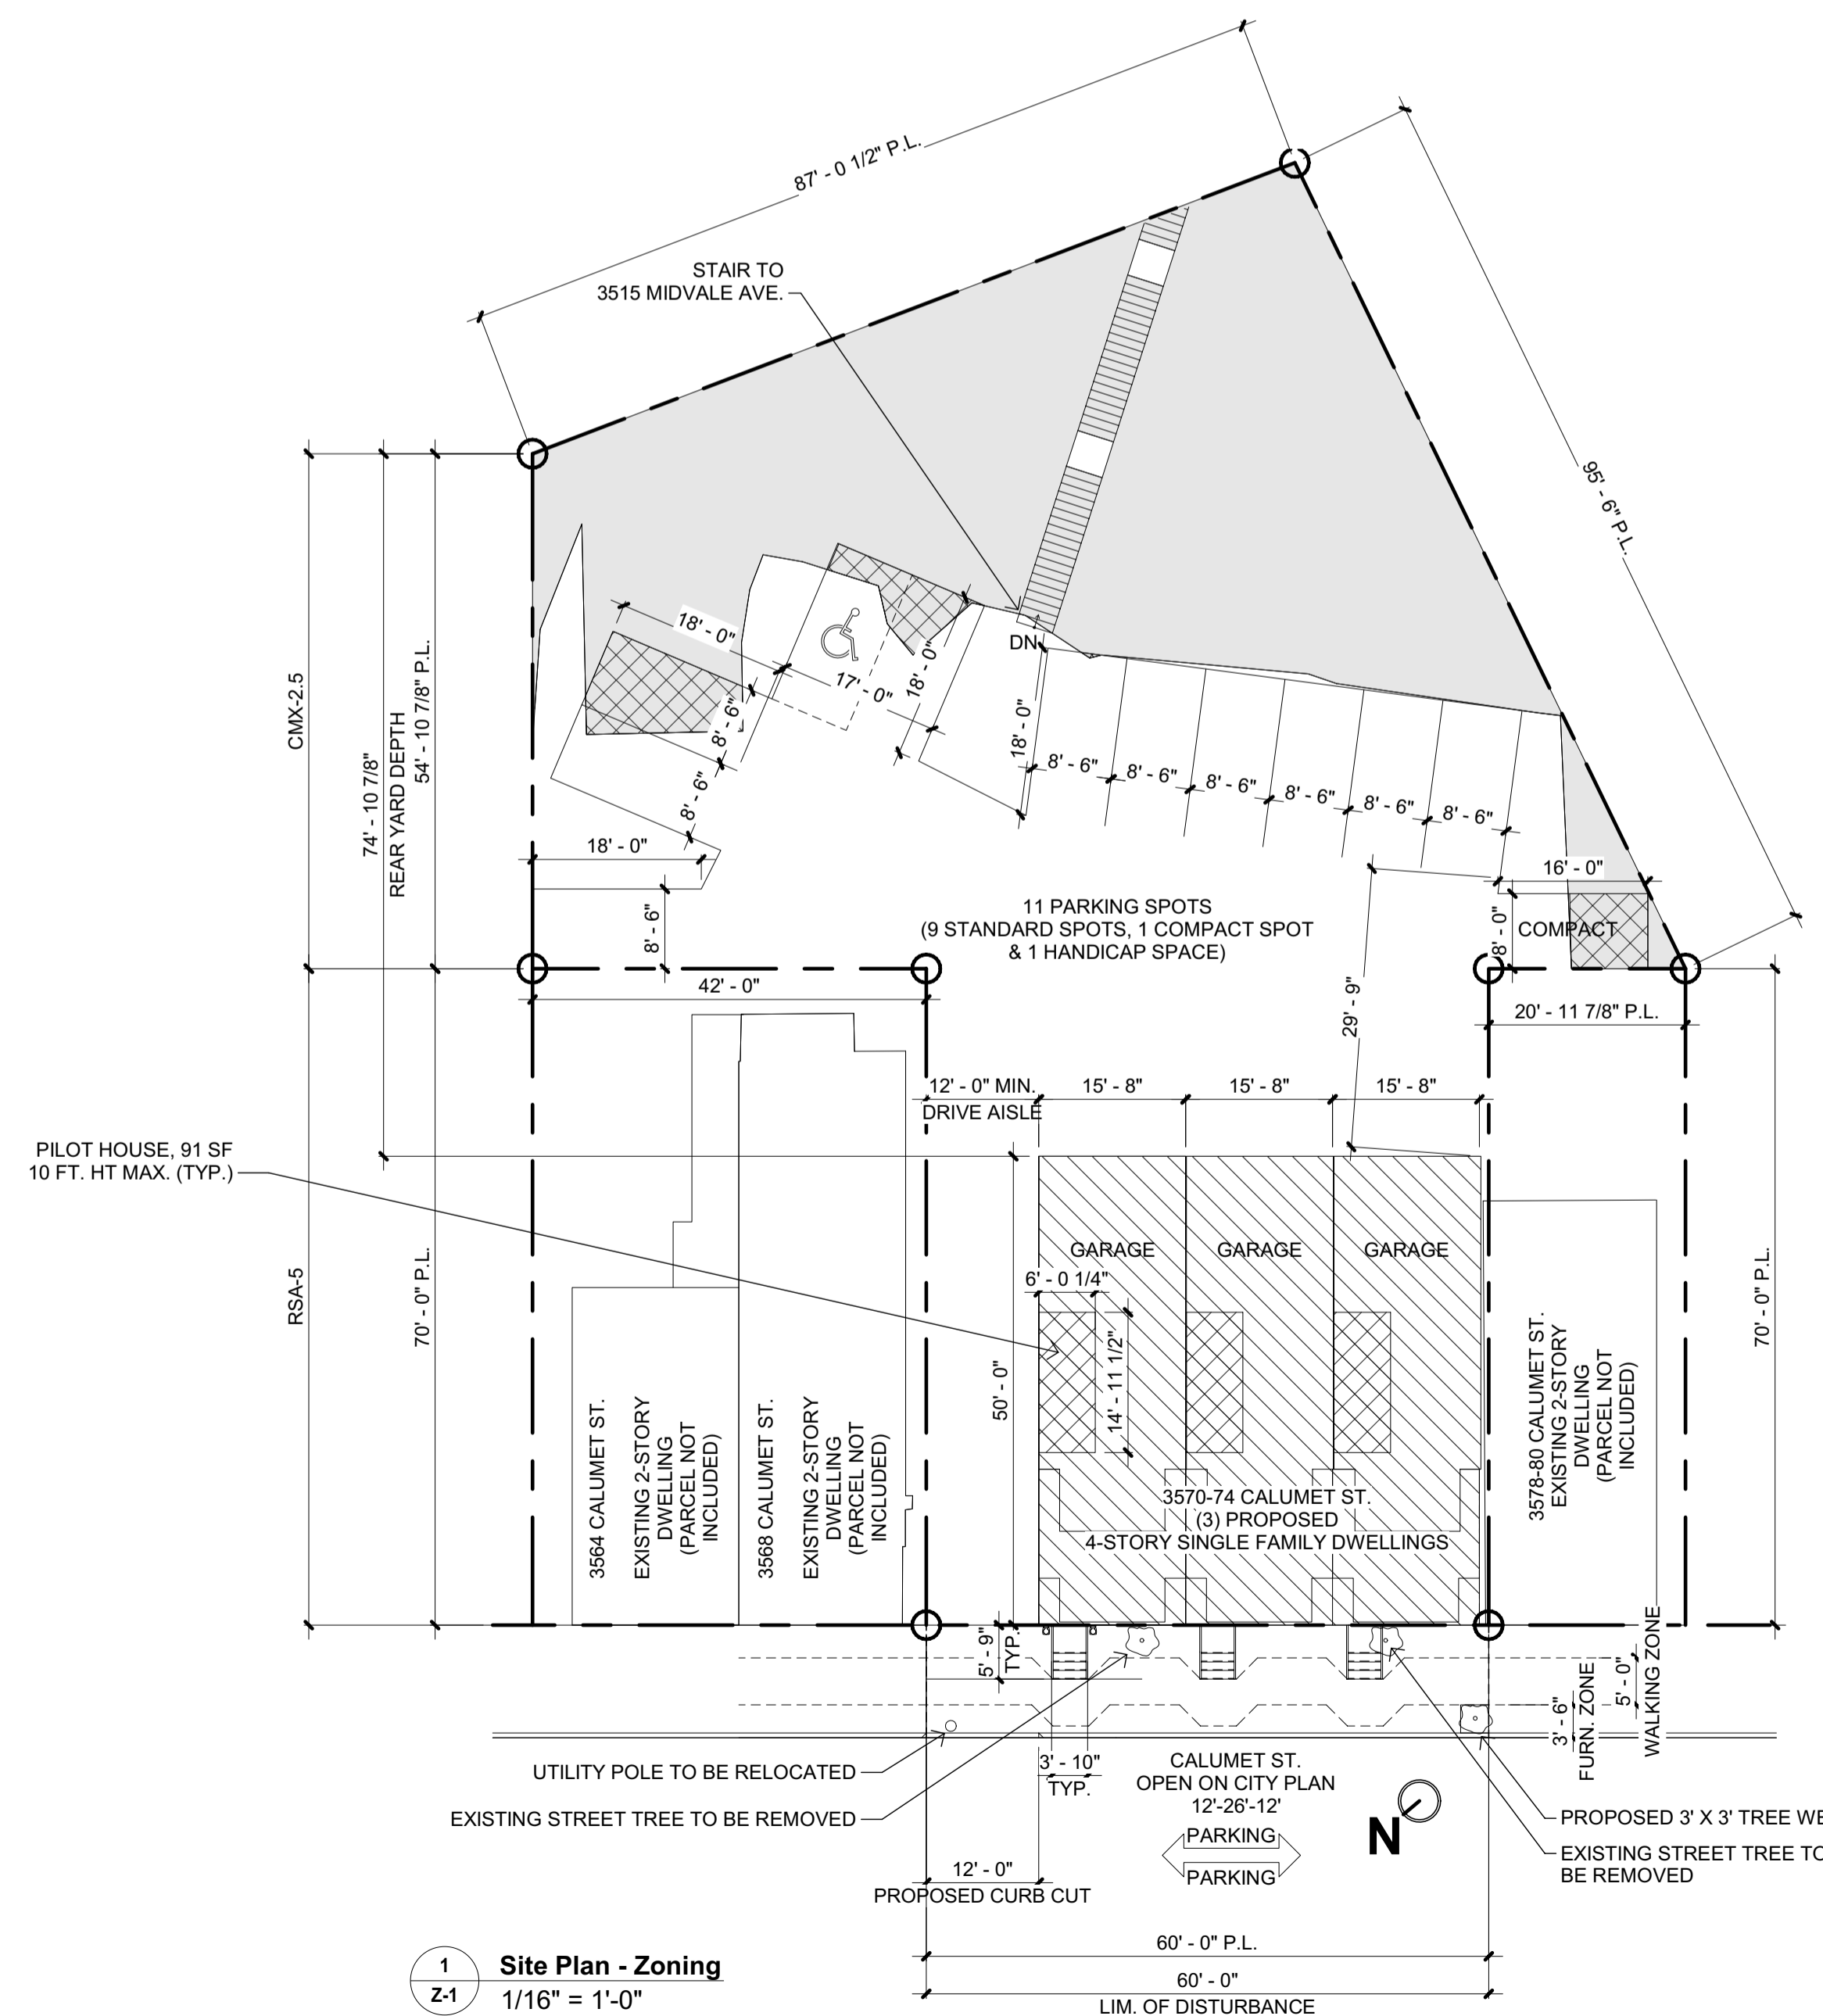 87' - 0 1/2" P.L.
95' - 6" P.L.
STAIR TO
3515 MIDVALE AVE.
CMX-2.5
74' - 10 7/8"
REAR YARD DEPTH
54' - 10 7/8" P.L.
18' - 0"
17' - 0"
18' - 0"
8' - 6"
8' - 6"
18' - 0"
8' - 6"
DN
18' - 0"
8' - 6"
8' - 6"
8' - 6"
8' - 6"
8' - 6"
8' - 6"
16' - 0"
8' - 0"
COMPACT
11 PARKING SPOTS
(9 STANDARD SPOTS, 1 COMPACT SPOT
& 1 HANDICAP SPACE)
42' - 0"
29' - 9"
20' - 11 7/8" P.L.
12' - 0" MIN.
DRIVE AISLE
15' - 8"
15' - 8"
15' - 8"
PILOT HOUSE, 91 SF
10 FT. HT MAX. (TYP.)
RSA-5
70' - 0" P.L.
70' - 0" P.L.
GARAGE
GARAGE
GARAGE
6' - 0 1/4"
14' - 11 1/2"
50' - 0"
3564 CALUMET ST.
EXISTING 2-STORY
DWELLING
(PARCEL NOT
INCLUDED)
3568 CALUMET ST.
EXISTING 2-STORY
DWELLING
(PARCEL NOT
INCLUDED)
3570-74 CALUMET ST.
(3) PROPOSED
4-STORY SINGLE FAMILY DWELLINGS
3578-80 CALUMET ST.
EXISTING 2-STORY
DWELLING
(PARCEL NOT
INCLUDED)
5' - 9"
TYP.
3' - 6"
FURN. ZONE
5' - 0"
WALKING ZONE
UTILITY POLE TO BE RELOCATED
EXISTING STREET TREE TO BE REMOVED
3' - 10"
TYP.
CALUMET ST.
OPEN ON CITY PLAN
12'-26'-12'
PARKING
PARKING
N
PROPOSED 3' X 3' TREE WE
EXISTING STREET TREE TO
BE REMOVED
12' - 0"
PROPOSED CURB CUT
60' - 0" P.L.
60' - 0"
LIM. OF DISTURBANCE
1
Z-1
Site Plan - Zoning
1/16" = 1'-0"